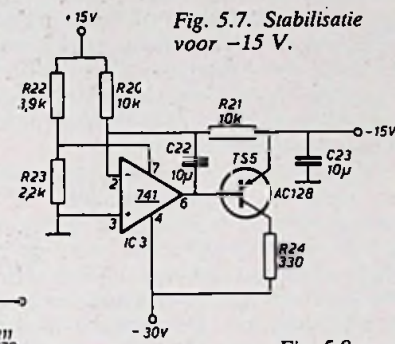 +15V
Fig. 5.7. Stabilisatie
voor −15 V.
R22
3,9k
R20
10k
R21
10k
−15V
C22
10µ
TS5
C23
10µ
AC128
R23
2,2k
7
2
−
741
6
3
+
4
IC 3
R24
330
−30V
Fig. 5.8